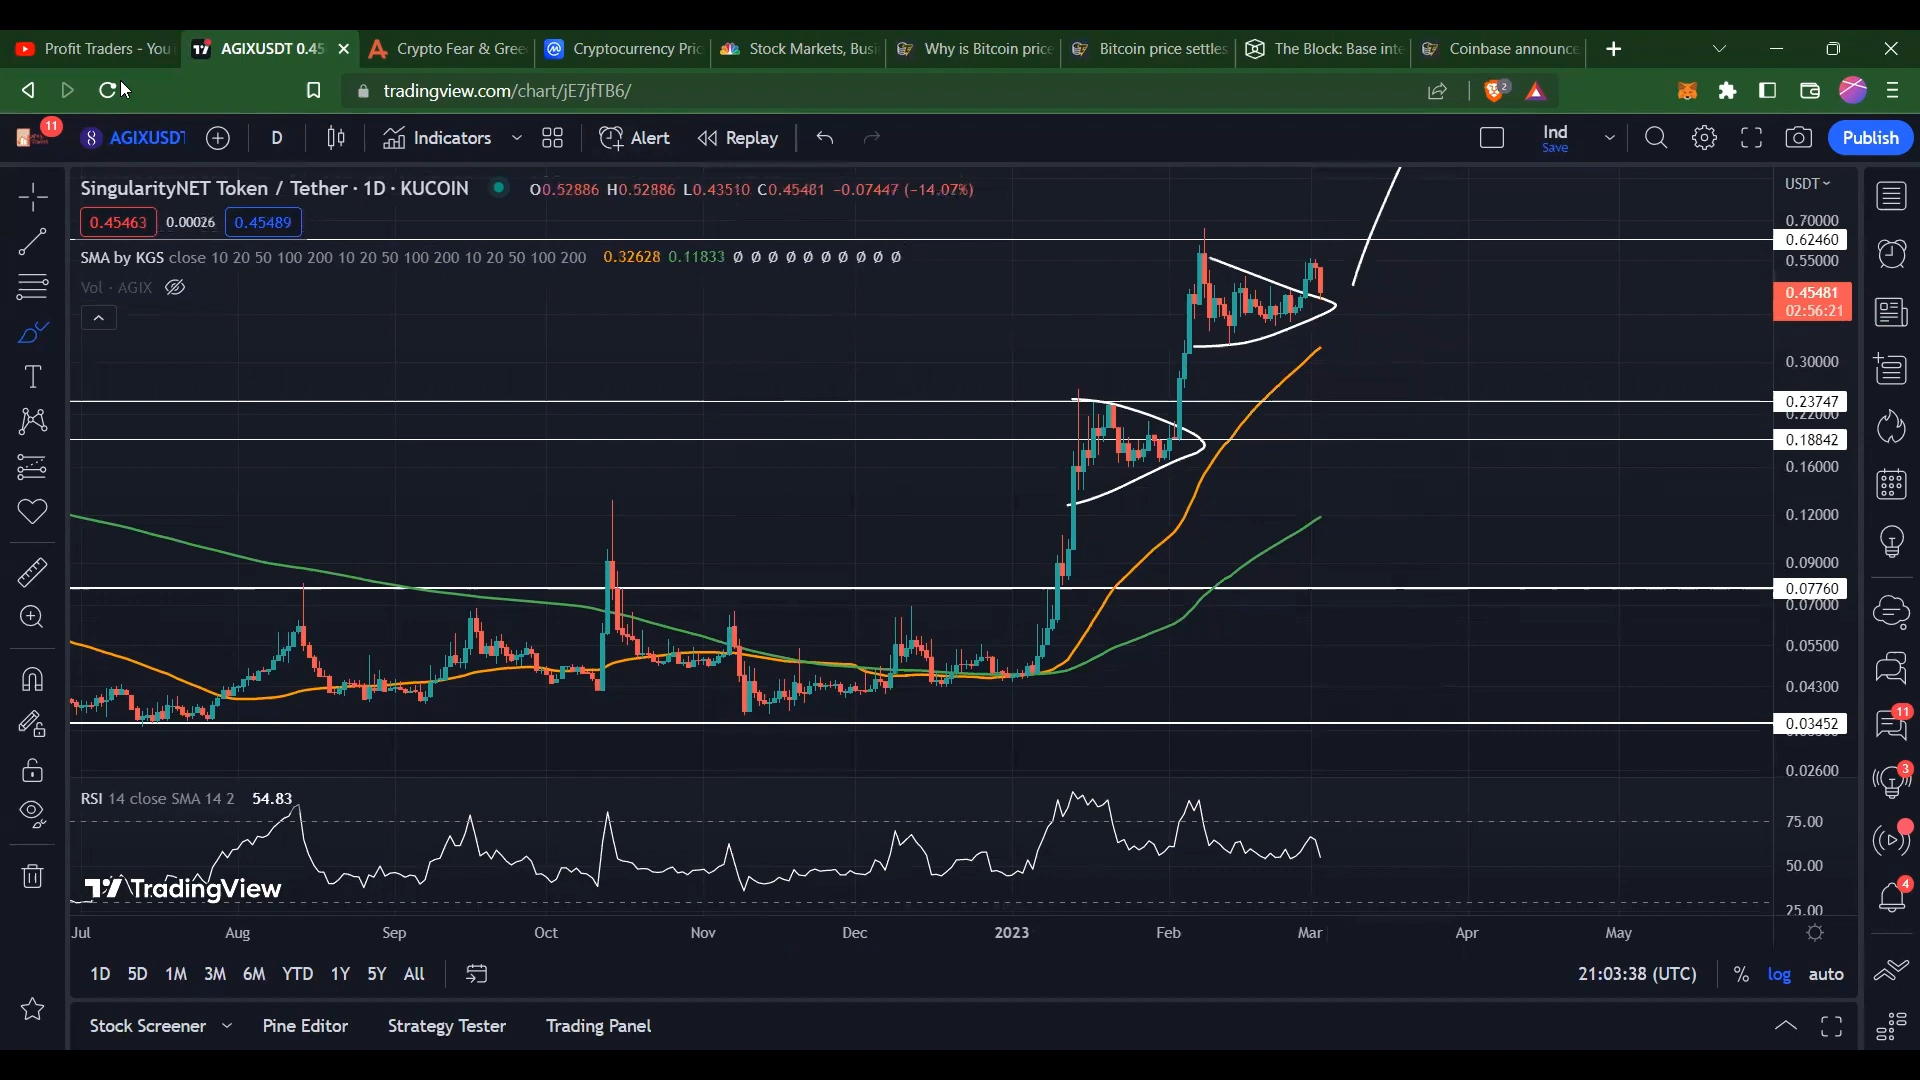 Profit Traders - You
AGIXUSDT 0.45
Crypto Fear & Gree
Cryptocurrency Pric
Stock Markets, Busi
Why is Bitcoin price
Bitcoin price settles
The Block: Base inte
Coinbase announce
tradingview.com/chart/jE7jfTB6/
2
11
AGIXUSDT
D
Indicators
Alert
Replay
Ind
Save
Publish
SingularityNET Token / Tether · 1D · KUCOIN
O0.52886 H0.52886 L0.43510 C0.45481 -0.07447 (-14.07%)
0.45463
0.00026
0.45489
SMA by KGS close 10 20 50 100 200 10 20 50 100 200 10 20 50 100 200 0.32628 0.11833 Ø Ø Ø Ø Ø Ø Ø Ø Ø Ø
Vol · AGIX
USDT
0.70000
0.62460
0.55000
0.45481
02:56:21
0.30000
0.23747
0.22000
0.18842
0.16000
0.12000
0.09000
0.07760
0.07000
0.05500
0.04300
0.03452
0.02600
11
3
4
RSI 14 close SMA 14 2 54.83
75.00
50.00
25.00
TradingView
Jul
Aug
Sep
Oct
Nov
Dec
2023
Feb
Mar
Apr
May
1D
5D
1M
3M
6M
YTD
1Y
5Y
All
21:03:38 (UTC)
%
log
auto
Stock Screener
Pine Editor
Strategy Tester
Trading Panel